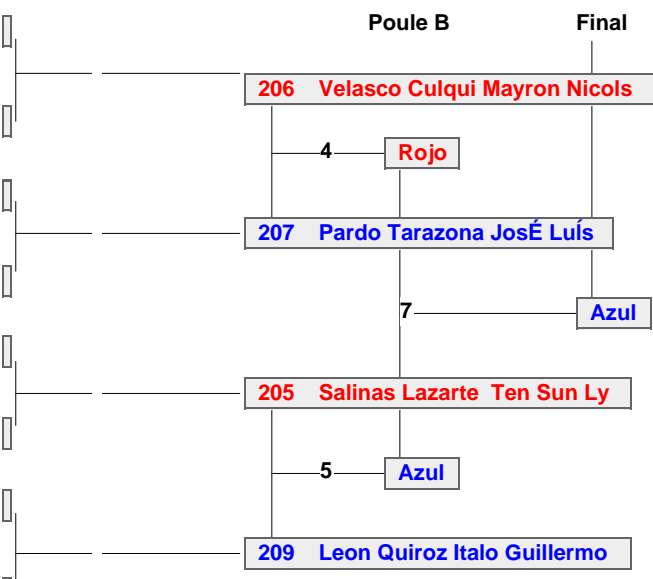 Poule B Final
206 Velasco Culqui Mayron Nicols
4 Rojo
207 Pardo Tarazona JosÉ LuÍs
7 Azul
205 Salinas Lazarte Ten Sun Ly
5 Azul
209 Leon Quiroz Italo Guillermo